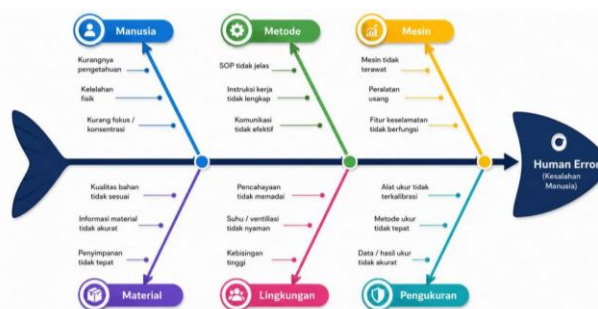 Manusia
Kurangnya
pengetahuan
Kelelahan
fisik
Kurang fokus /
konsentrasi
Metode
SOP tidak jelas
Instruksi kerja
tidak lengkap
Komunikasi
tidak efektif
Mesin
Mesin tidak
terawat
Peralatan
usang
Fitur keselamatan
tidak berfungsi
Human Error
(Kesalahan
Manusia)
Kualitas bahan
tidak sesuai
Informasi material
tidak akurat
Penyimpanan
tidak tepat
Material
Pencahayaan
tidak memadai
Suhu / ventiliasi
tidak nyaman
Kebisingan
tinggi
Lingkungan
Alat ukur tidak
terkalibrasi
Metode ukur
tidak tepat
Data / hasil ukur
tidak akurat
Pengukuran